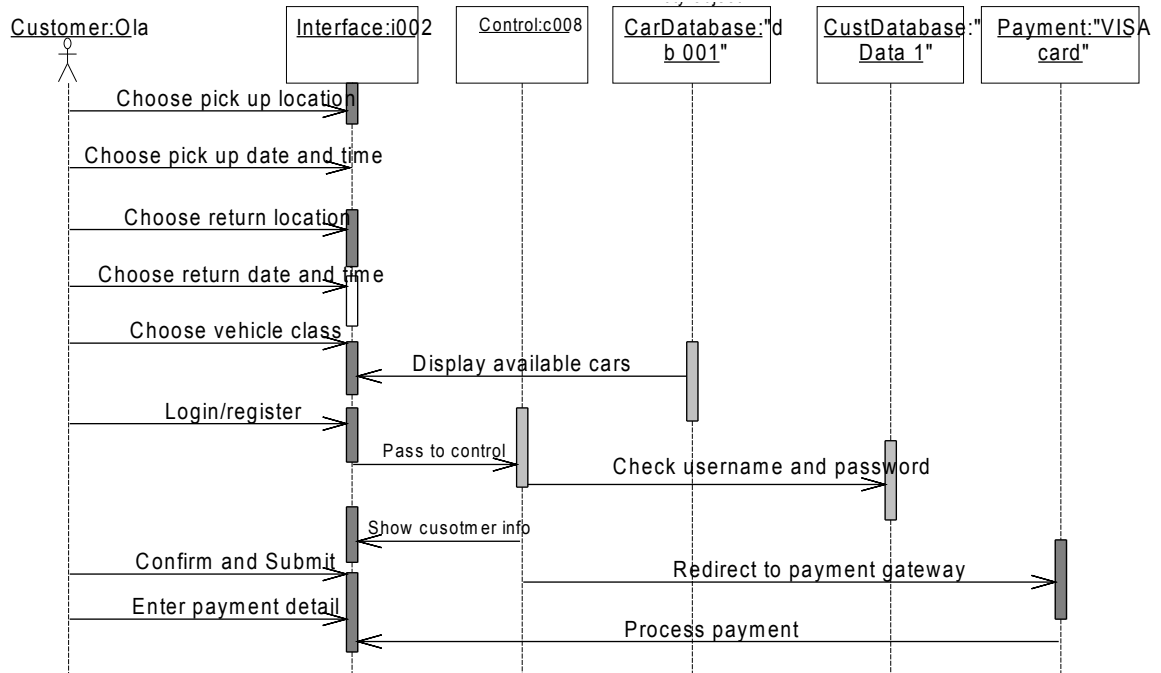 Customer:Ola
Interface:i002
Control:c008
CarDatabase:"d
b 001"
CustDatabase:"
Data 1"
Payment:"VISA
card"
Choose pick up location
Choose pick up date and time
Choose return location
Choose return date and time
Choose vehicle class
Display available cars
Login/register
Pass to control
Check username and password
Show cusotmer info
Confirm and Submit
Redirect to payment gateway
Enter payment detail
Process payment